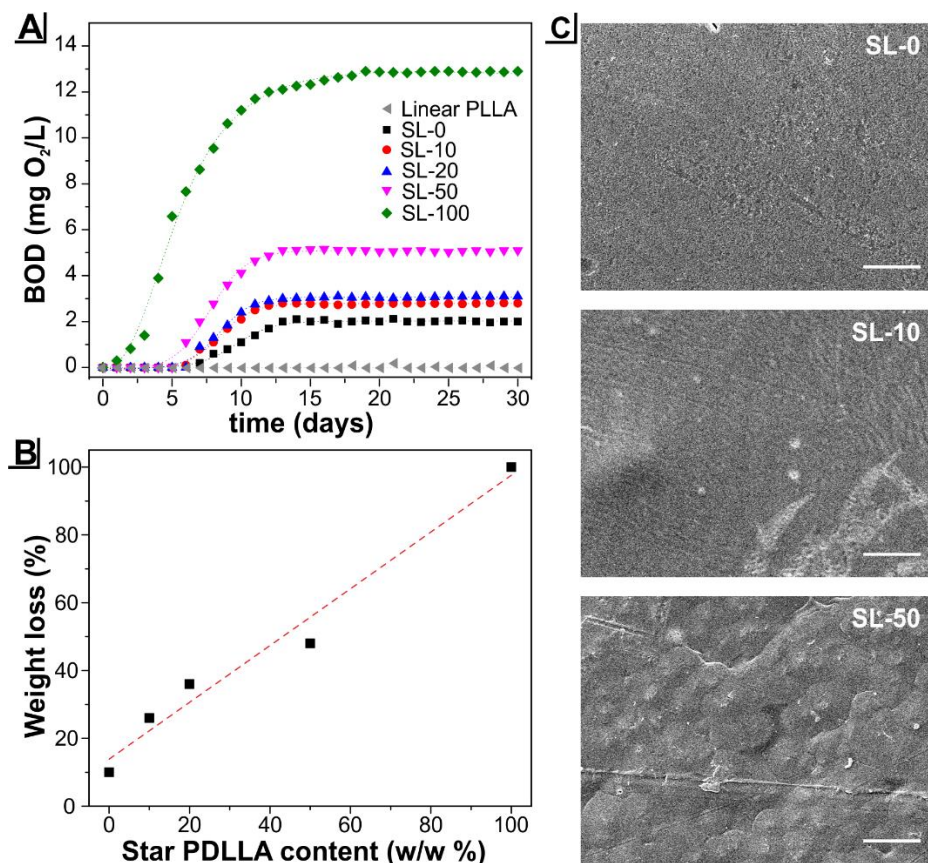 A
BOD (mg O₂/L)
14
12
10
8
6
4
2
0
0 5 10 15 20 25 30
time (days)
Linear PLLA
SL-0
SL-10
SL-20
SL-50
SL-100
B
Weight loss (%)
100
80
60
40
20
0
0 20 40 60 80 100
Star PDLLA content (w/w %)
C
SL-0
SL-10
SL-50